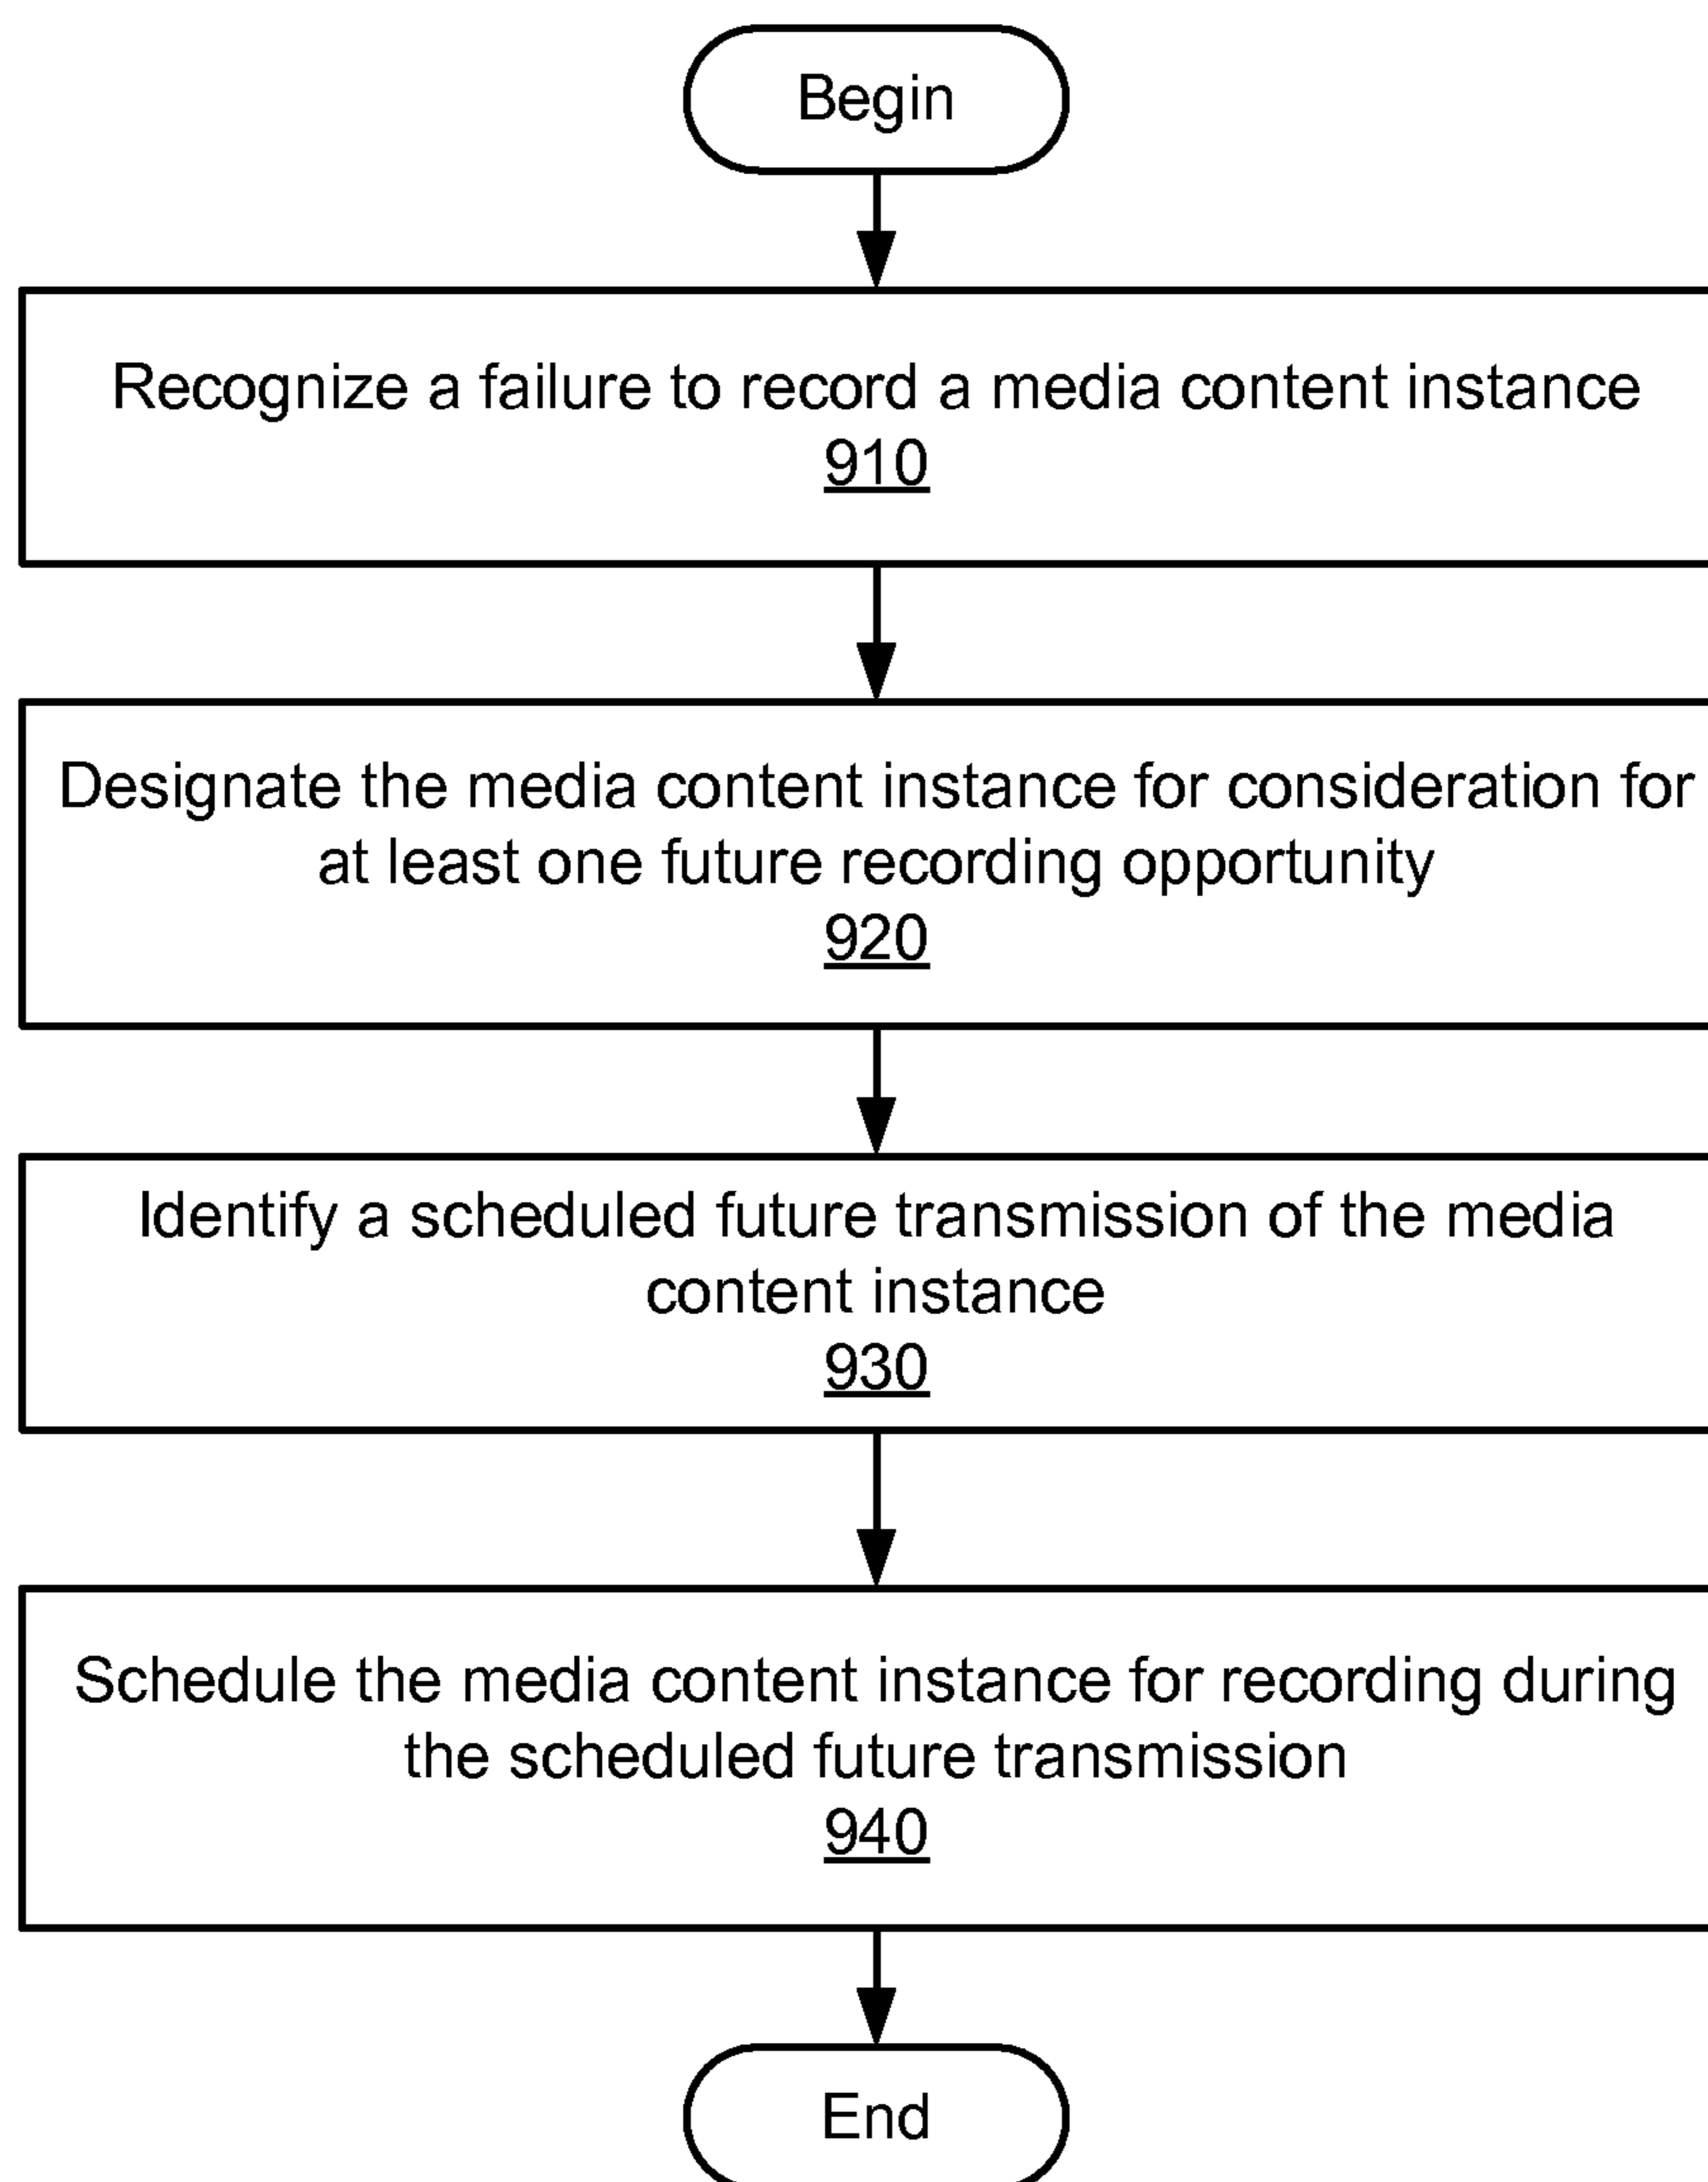 Begin
Recognize a failure to record a media content instance
910
Designate the media content instance for consideration for
at least one future recording opportunity
920
Identify a scheduled future transmission of the media
content instance
930
Schedule the media content instance for recording during
the scheduled future transmission
940
End